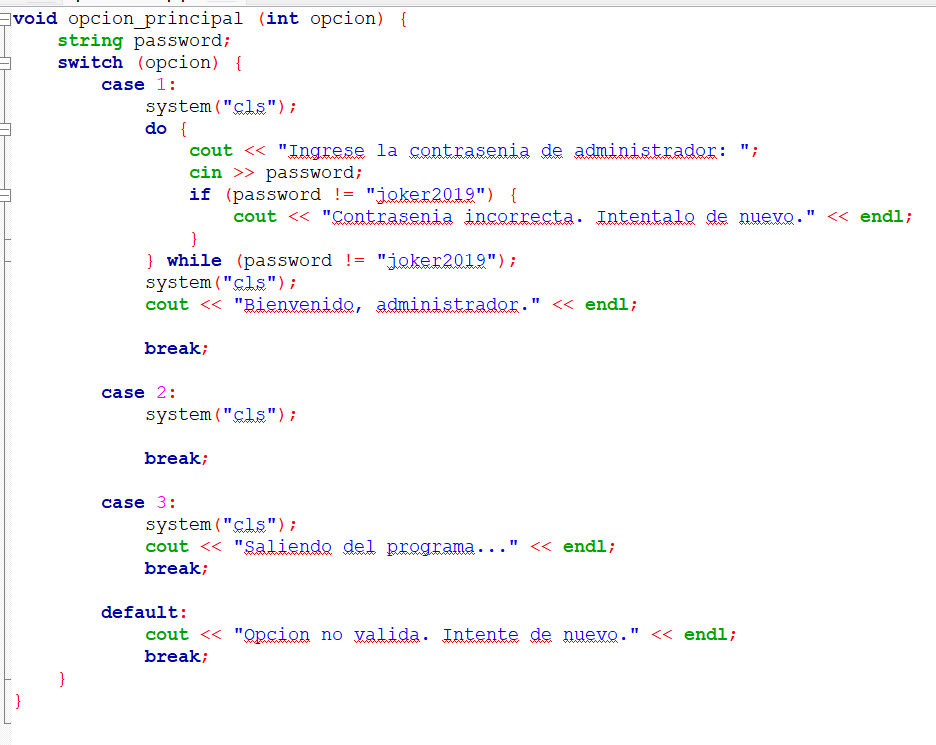 void opcion_principal (int opcion) {
    string password;
    switch (opcion) {
        case 1:
            system("cls");
            do {
                cout << "Ingrese la contrasenia de administrador: ";
                cin >> password;
                if (password != "joker2019") {
                    cout << "Contrasenia incorrecta. Intentalo de nuevo." << endl;
                }
            } while (password != "joker2019");
            system("cls");
            cout << "Bienvenido, administrador." << endl;

            break;

        case 2:
            system("cls");

            break;

        case 3:
            system("cls");
            cout << "Saliendo del programa..." << endl;
            break;

        default:
            cout << "Opcion no valida. Intente de nuevo." << endl;
            break;
    }
}